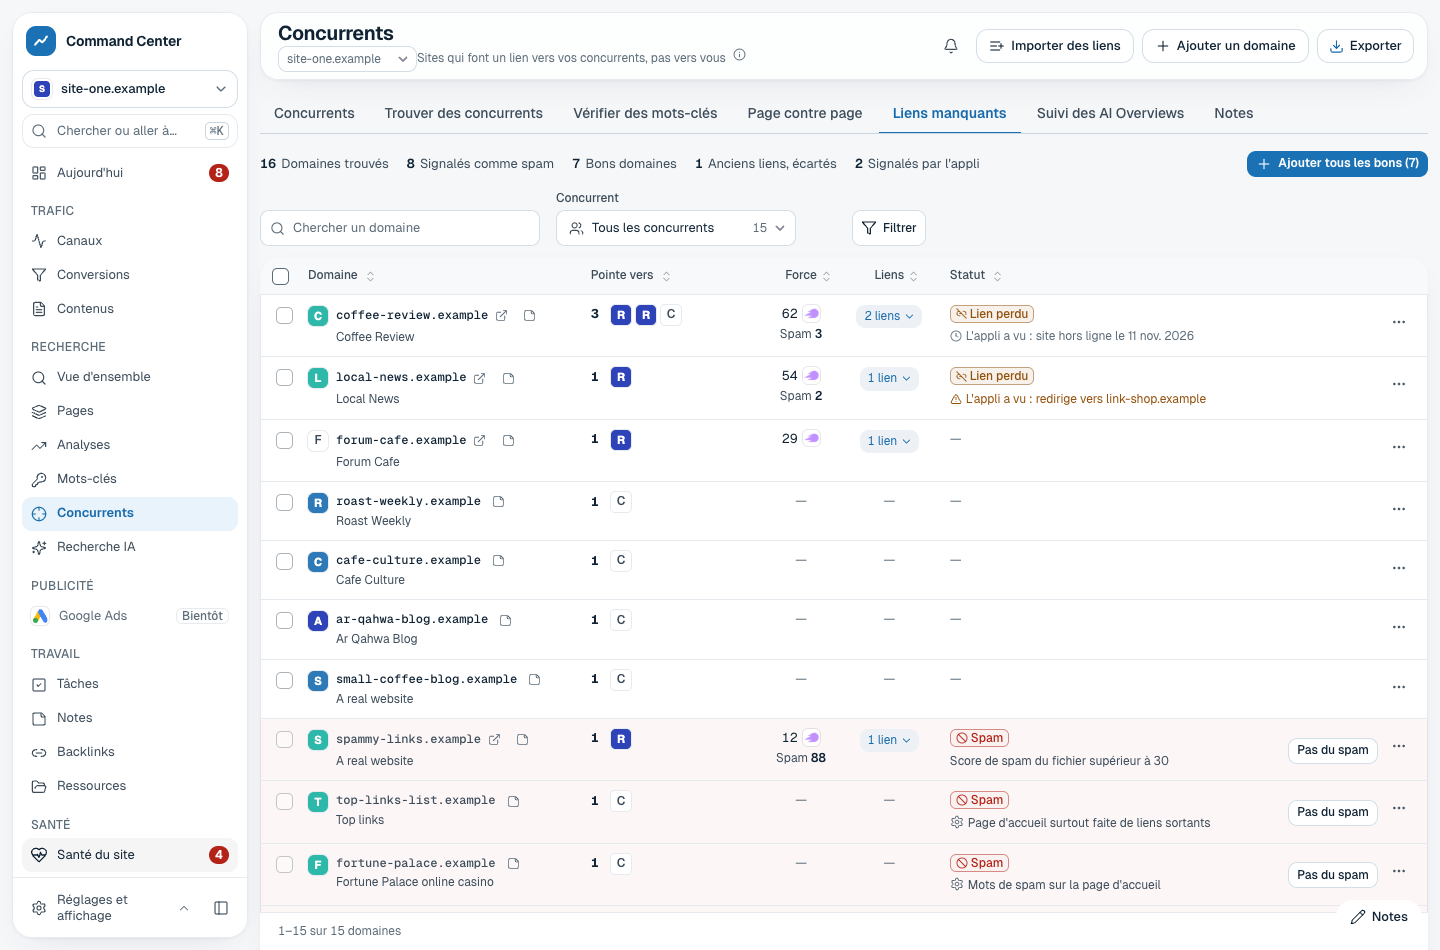 Command Center
S site-one.example
Chercher ou aller à... ⌘K
Aujourd'hui 8
TRAFIC
Canaux
Conversions
Contenus
RECHERCHE
Vue d'ensemble
Pages
Analyses
Mots-clés
Concurrents
Recherche IA
PUBLICITÉ
Google Ads Bientôt
TRAVAIL
Tâches
Notes
Backlinks
Ressources
SANTÉ
Santé du site 4
Réglages et
affichage
Concurrents
site-one.example Sites qui font un lien vers vos concurrents, pas vers vous
Importer des liens
Ajouter un domaine
Exporter
Concurrents Trouver des concurrents Vérifier des mots-clés Page contre page Liens manquants Suivi des AI Overviews Notes
16 Domaines trouvés 8 Signalés comme spam 7 Bons domaines 1 Anciens liens, écartés 2 Signalés par l'appli
Ajouter tous les bons (7)
Concurrent
Chercher un domaine
Tous les concurrents 15
Filtrer
Domaine Pointe vers Force Liens Statut
C coffee-review.example 3 R R C 62 2 liens Lien perdu
Coffee Review Spam 3 L'appli a vu : site hors ligne le 11 nov. 2026
L local-news.example 1 R 54 1 lien Lien perdu
Local News Spam 2 L'appli a vu : redirige vers link-shop.example
F forum-cafe.example 1 R 29 1 lien —
Forum Cafe
R roast-weekly.example 1 C — — —
Roast Weekly
C cafe-culture.example 1 C — — —
Cafe Culture
A ar-qahwa-blog.example 1 C — — —
Ar Qahwa Blog
S small-coffee-blog.example 1 C — — —
A real website
S spammy-links.example 1 R 12 1 lien Spam
A real website Spam 88 Score de spam du fichier supérieur à 30 Pas du spam
T top-links-list.example 1 C — — Spam
Top links Page d'accueil surtout faite de liens sortants Pas du spam
F fortune-palace.example 1 C — — Spam
Fortune Palace online casino Mots de spam sur la page d'accueil Pas du spam
1–15 sur 15 domaines
Notes